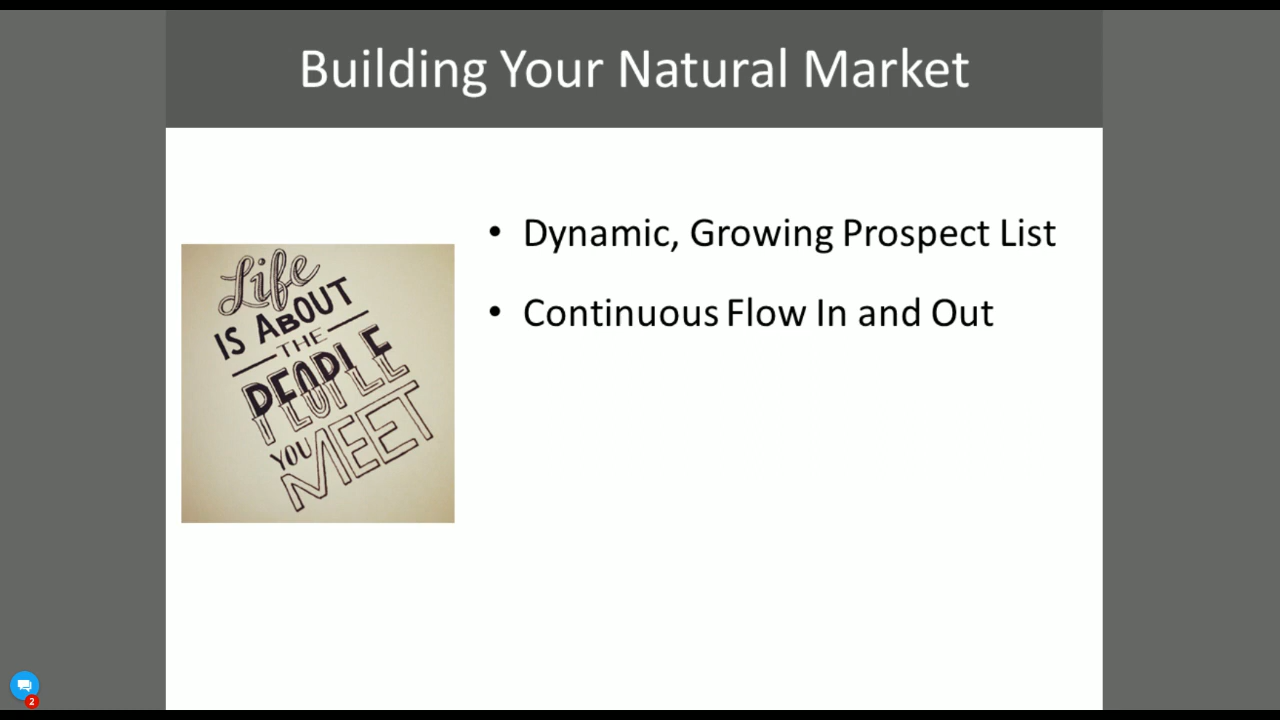 Building Your Natural Market
• Dynamic, Growing Prospect List
• Continuous Flow In and Out
Life
IS ABOUT
THE
PEOPLE
YOU
MEET
2